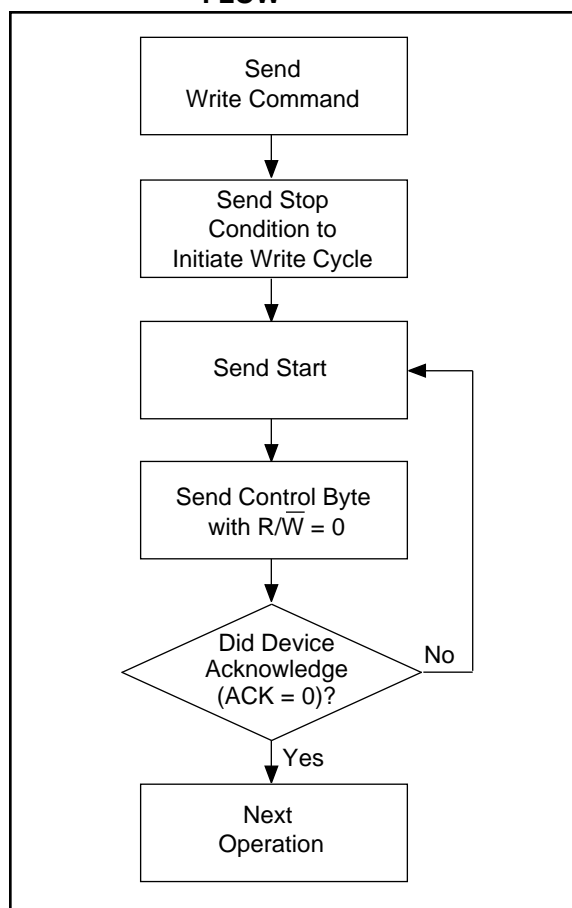 Send
Write Command
Send Stop
Condition to
Initiate Write Cycle
Send Start
Send Control Byte
with R/W̅ = 0
Did Device
Acknowledge
(ACK = 0)?
No
Yes
Next
Operation